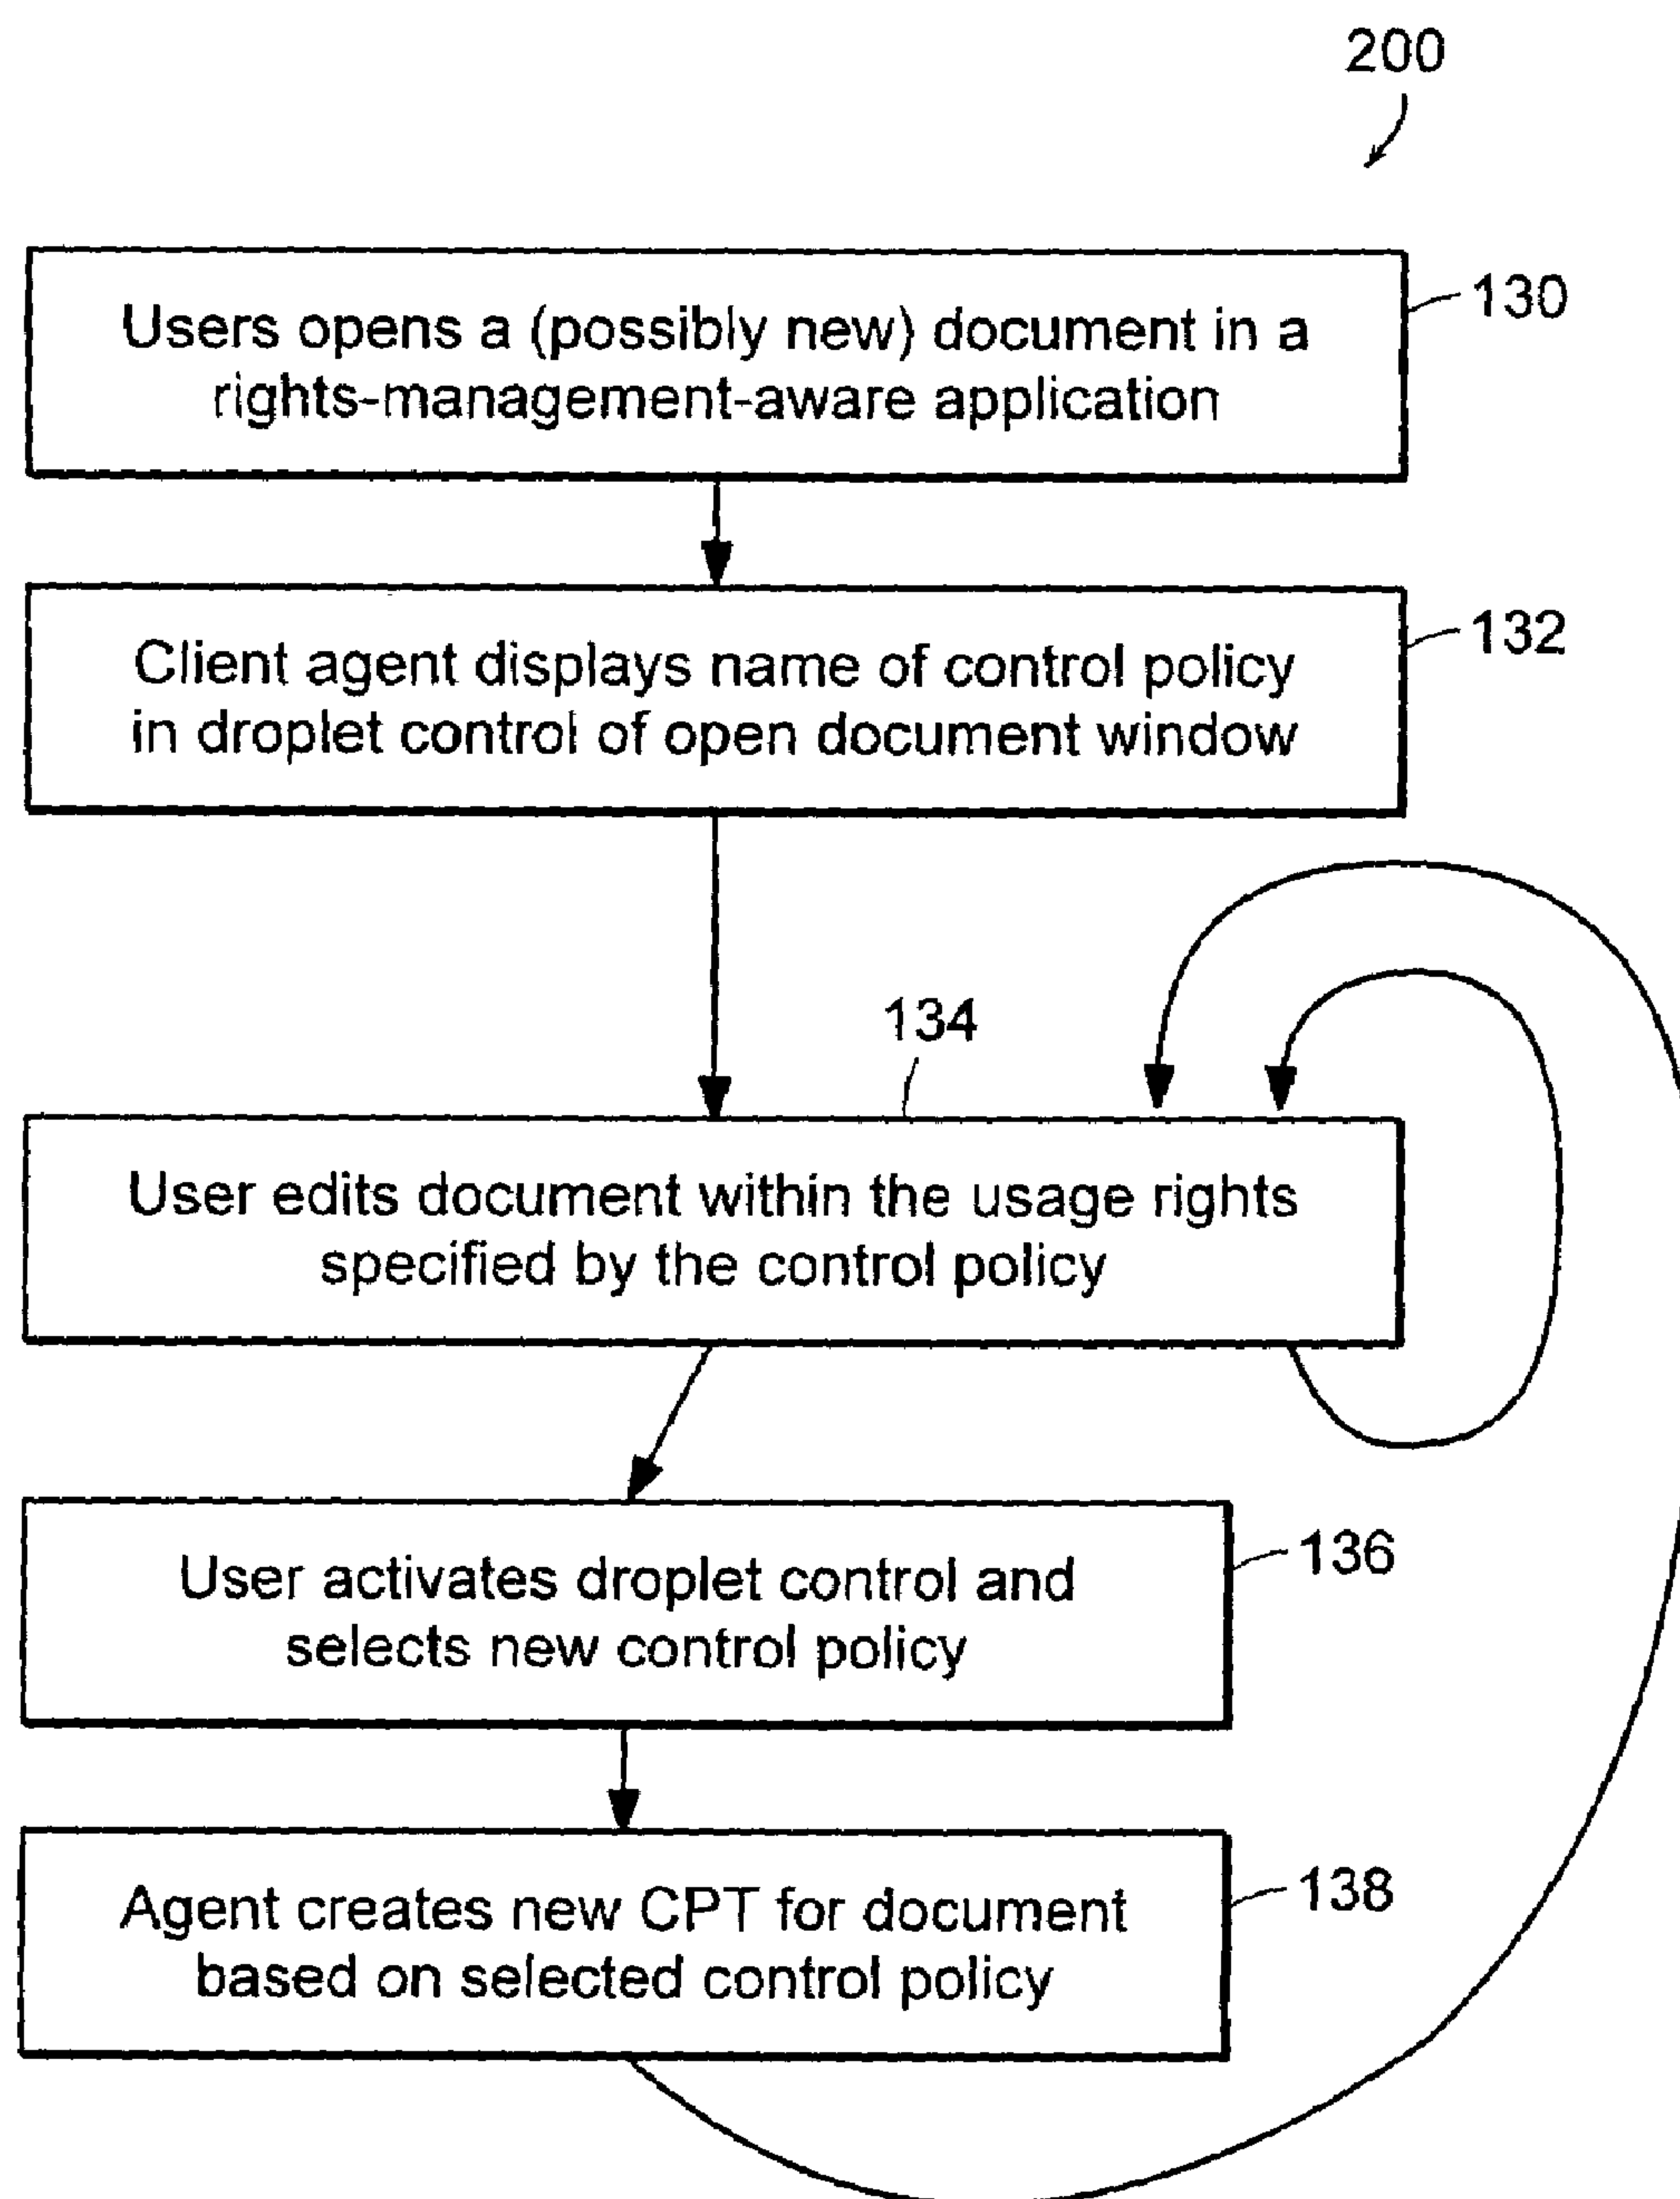 200
Users opens a (possibly new) document in a
rights-management-aware application
130
Client agent displays name of control policy
in droplet control of open document window
132
134
User edits document within the usage rights
specified by the control policy
User activates droplet control and
selects new control policy
136
Agent creates new CPT for document
based on selected control policy
138